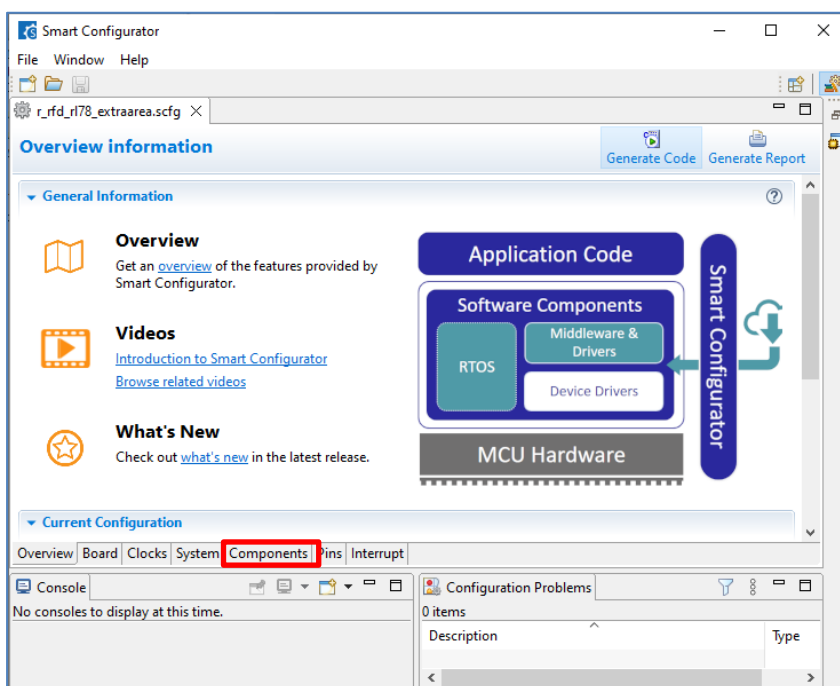 Smart Configurator
File Window Help
r_rfd_rl78_extraarea.scfg
Overview information
Generate Code
Generate Report
General Information
Overview
Get an overview of the features provided by
Smart Configurator.
Videos
Introduction to Smart Configurator
Browse related videos
What's New
Check out what's new in the latest release.
Application Code
Software Components
RTOS
Middleware &
Drivers
Device Drivers
MCU Hardware
Smart Configurator
Current Configuration
Overview Board Clocks System Components Pins Interrupt
Console
No consoles to display at this time.
Configuration Problems
0 items
Description Type